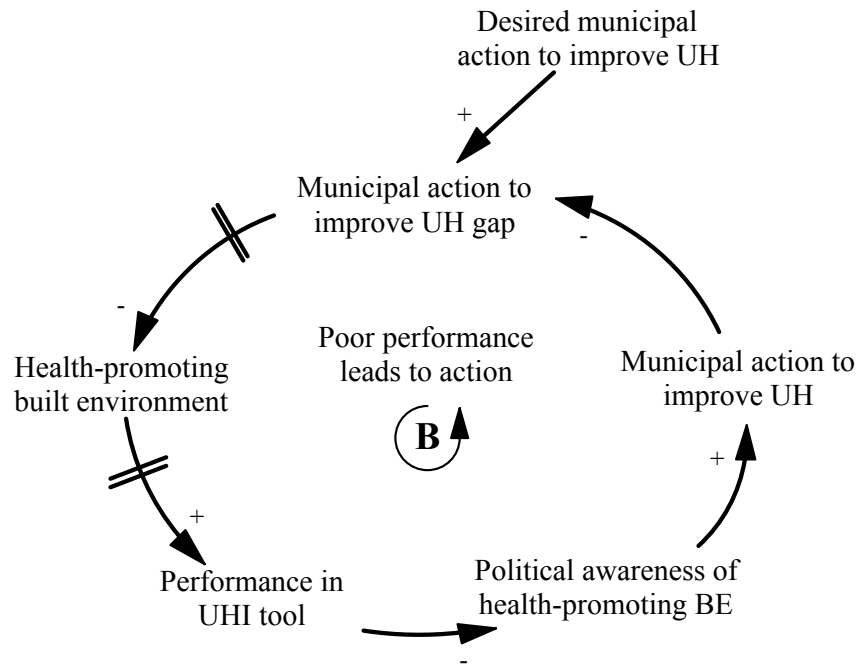 Desired municipal
action to improve UH
+
Municipal action to
improve UH gap
-
-
Poor performance
leads to action
Health-promoting
built environment
Municipal action to
improve UH
B
+
+
Performance in
UHI tool
Political awareness of
health-promoting BE
-